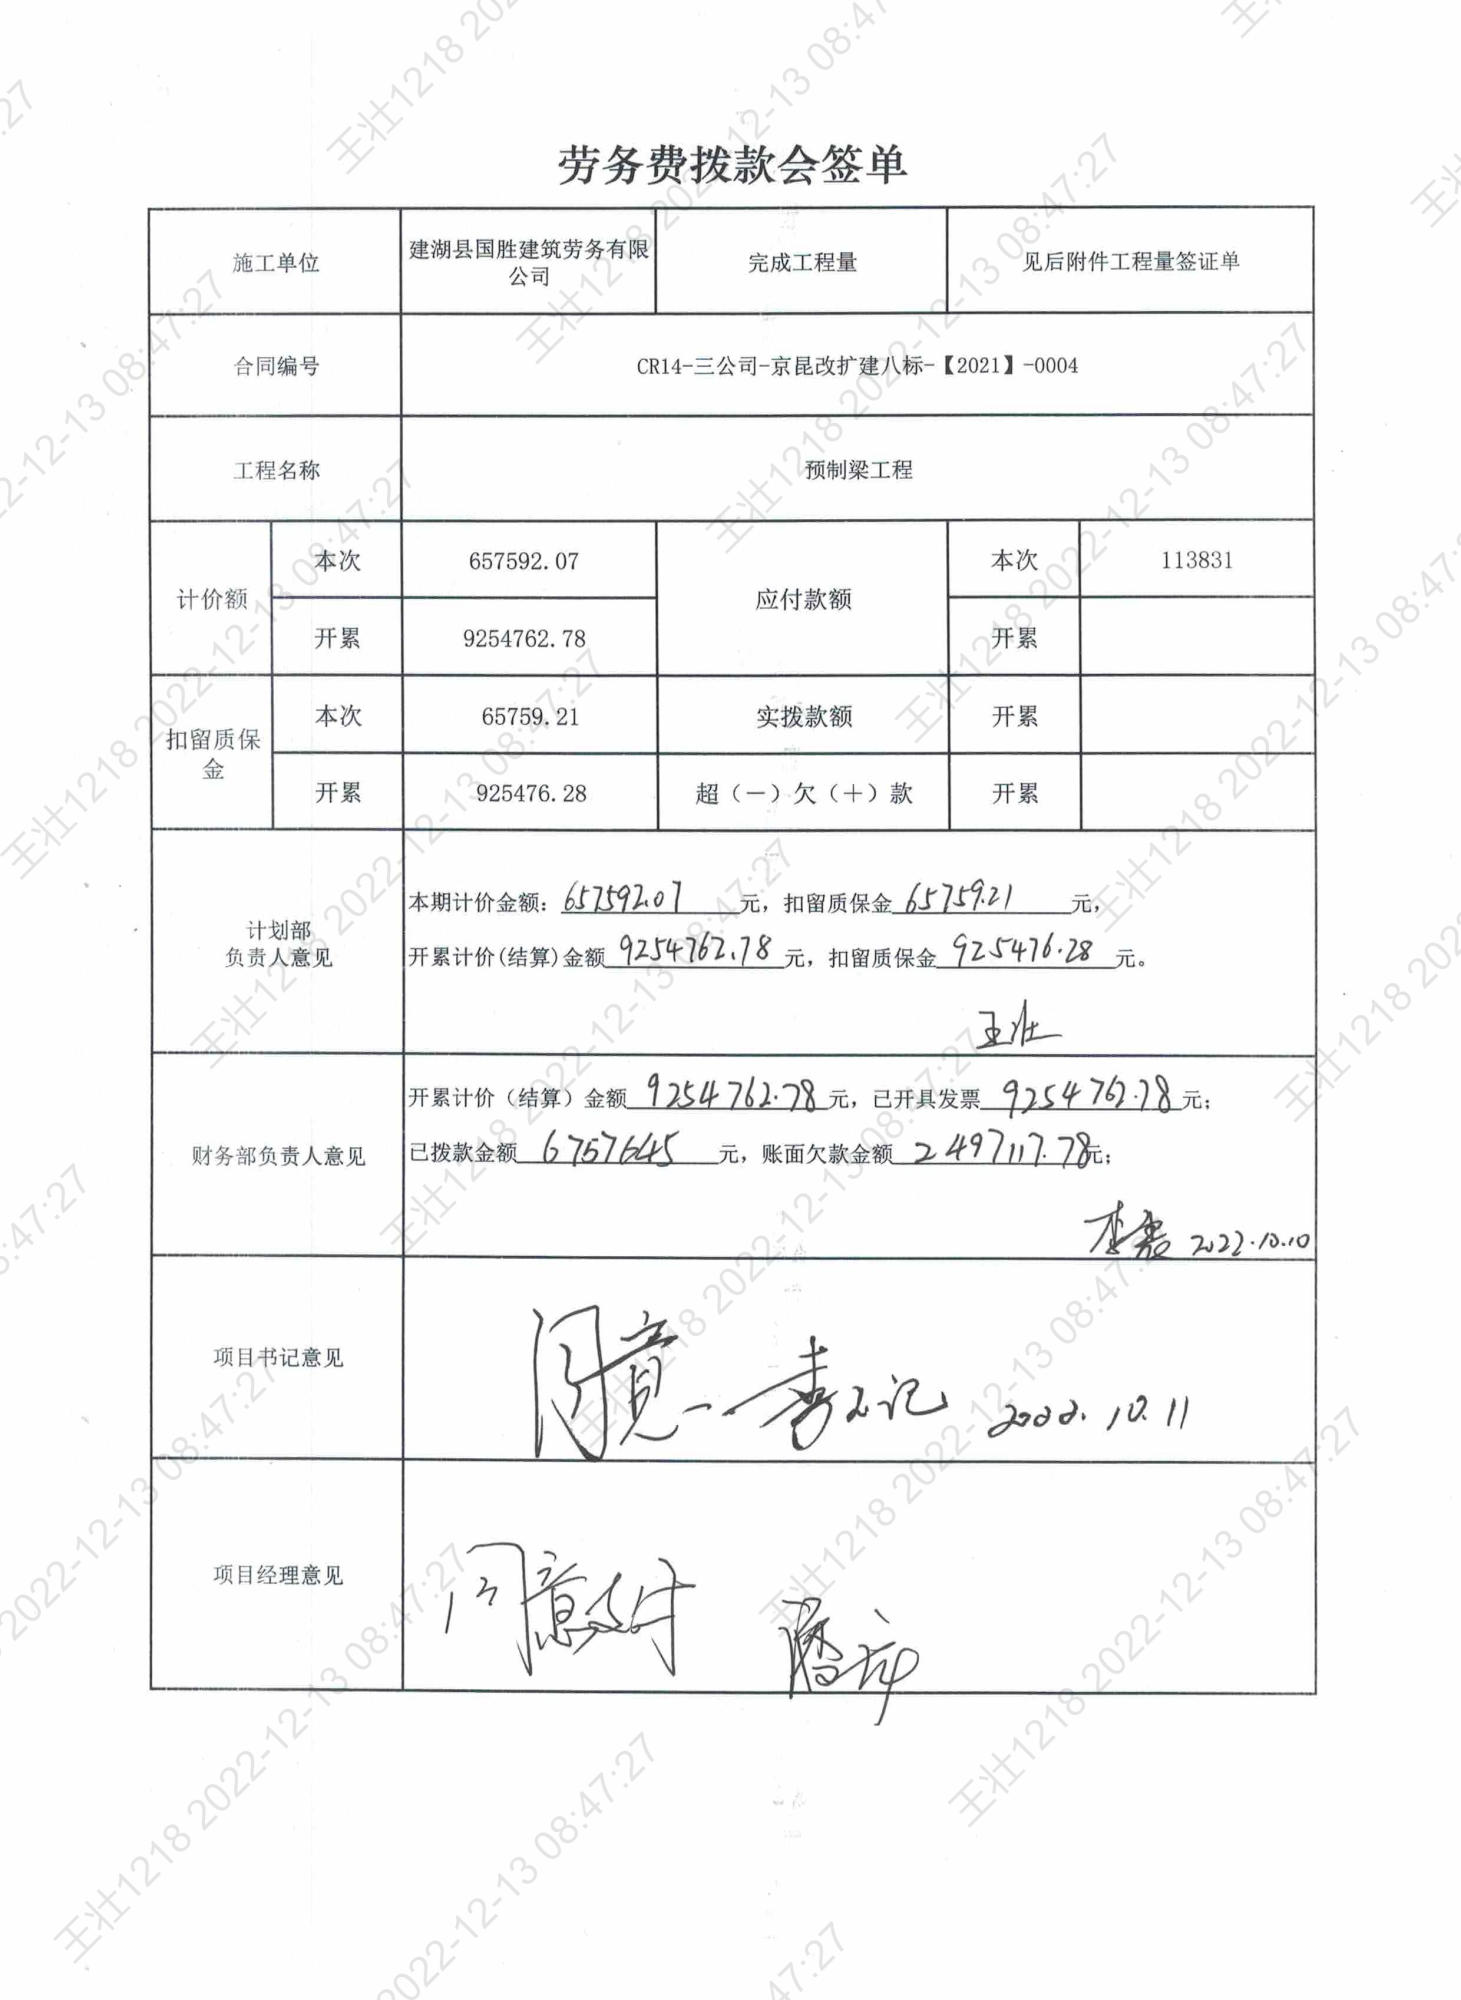 劳务费拨款会签单
施工单位 建湖县国胜建筑劳务有限公司 完成工程量 见后附件工程量签证单
合同编号 CR14-三公司-京昆改扩建八标-【2021】-0004
工程名称 预制梁工程
计价额 本次 657592.07 应付款额 本次 113831
开累 9254762.78 开累
扣留质保金 本次 65759.21 实拨款额 开累
开累 925476.28 超（－）欠（＋）款 开累
计划部
负责人意见
本期计价金额：657592.07元，扣留质保金65759.21元，
开累计价(结算)金额9254762.78元，扣留质保金925476.28元。
王壮
财务部负责人意见
开累计价（结算）金额9254762.78元，已开具发票9254762.78元；
已拨款金额6757645元，账面欠款金额2497117.78元；
李 2022.10.10
项目书记意见
同意 2022.10.11
项目经理意见
同意支付
王壮1218 2022-12-13 08:47:27